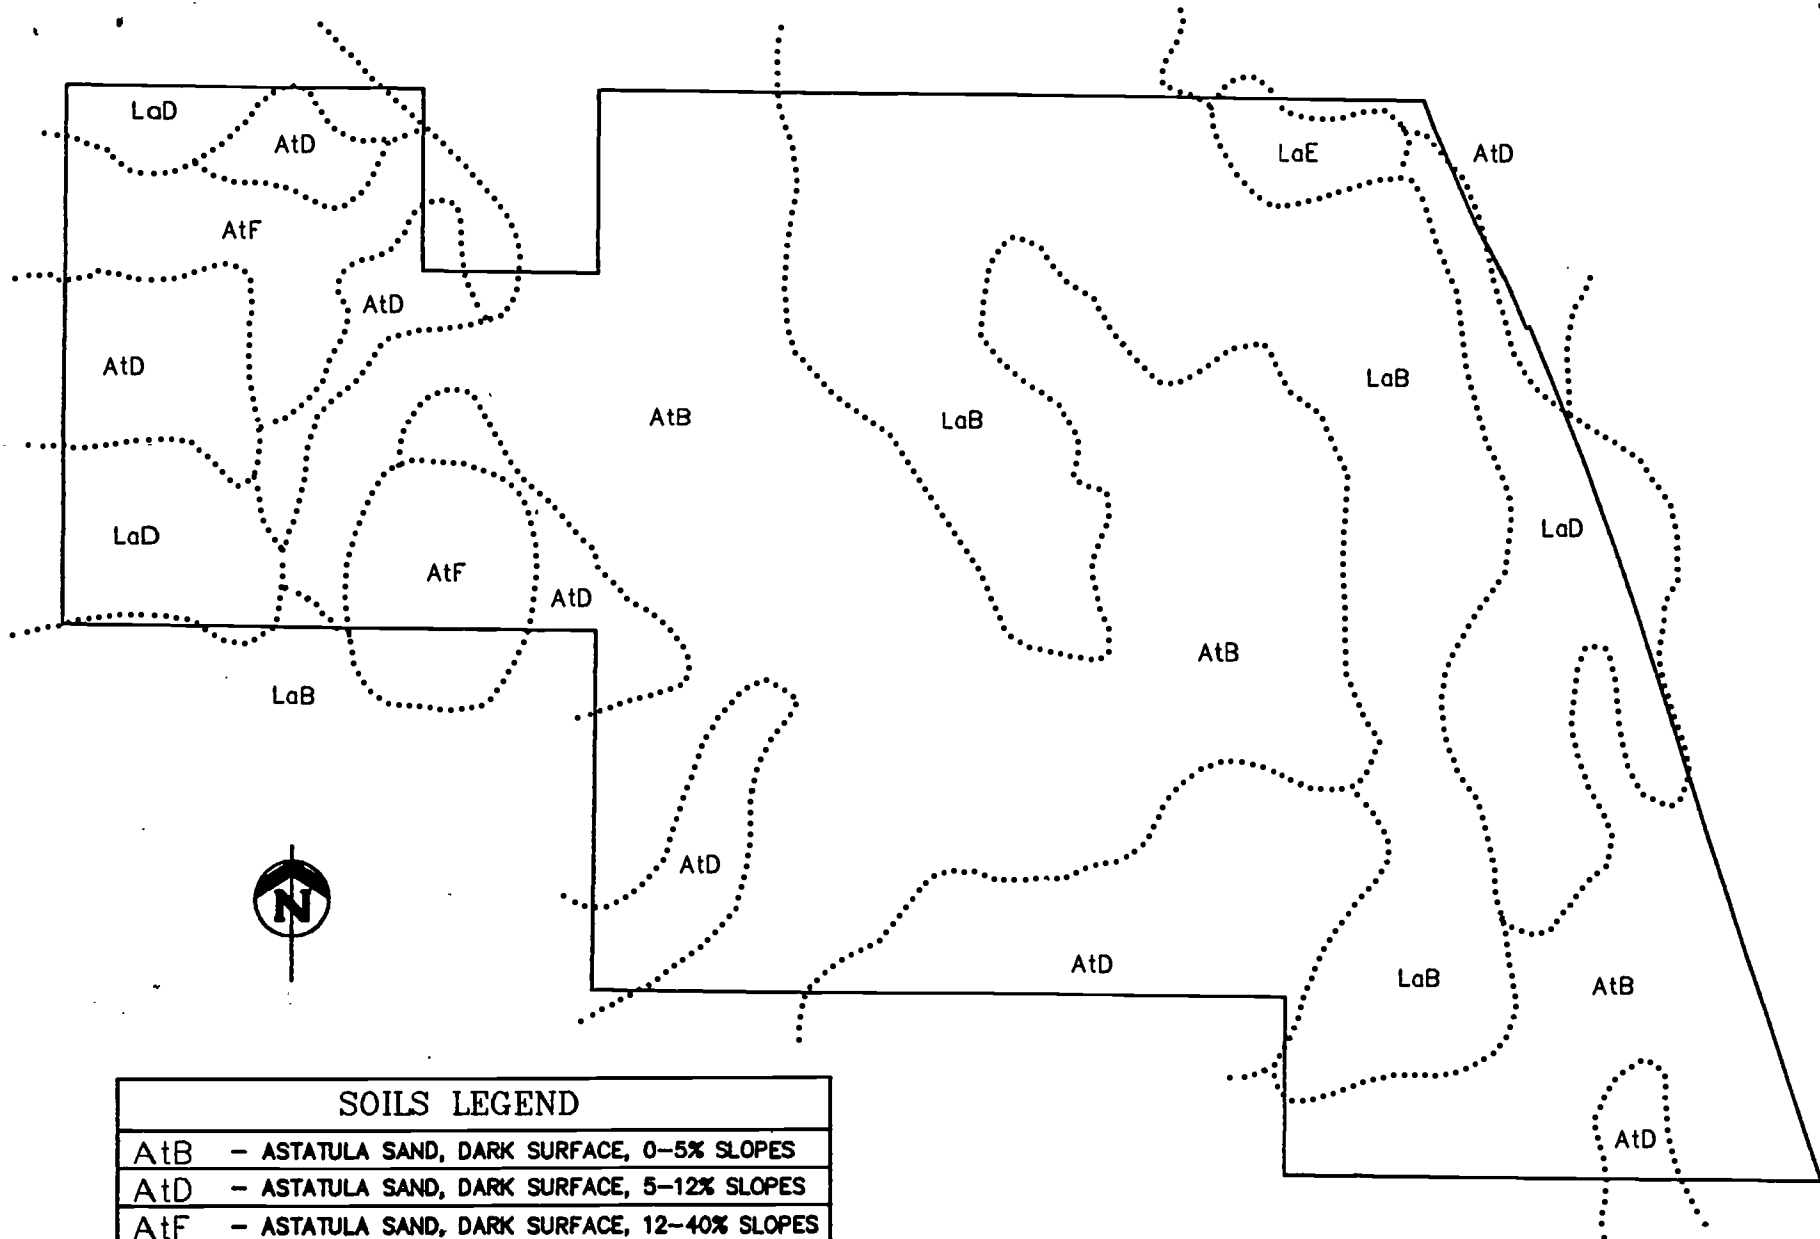 LaD
AtD
LaE
AtD
AtF
AtD
AtD
LaB
AtB
LaB
LaD
LaD
AtF
AtD
AtB
LaB
AtD
N
AtD
LaB
AtB
AtD
SOILS LEGEND
AtB - ASTATULA SAND, DARK SURFACE, 0-5% SLOPES
AtD - ASTATULA SAND, DARK SURFACE, 5-12% SLOPES
AtF - ASTATULA SAND, DARK SURFACE, 12-40% SLOPES